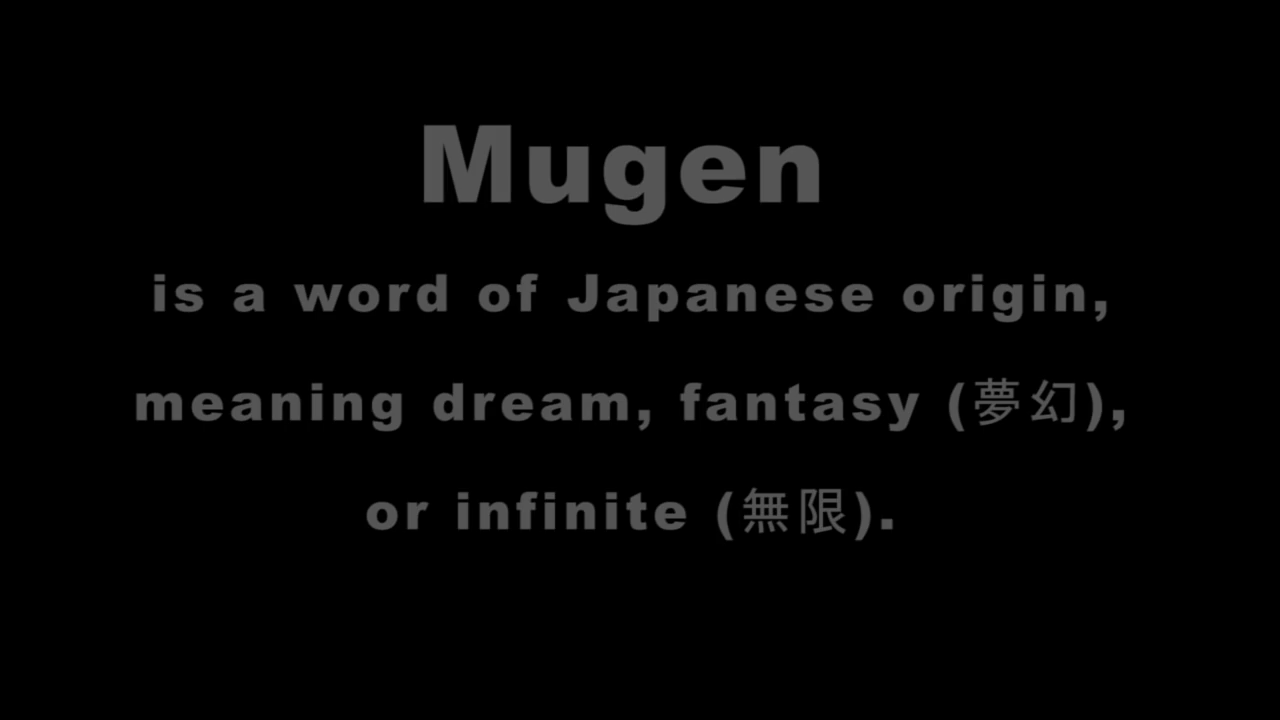 Mugen
is a word of Japanese origin,
meaning dream, fantasy (夢幻),
or infinite (無限).